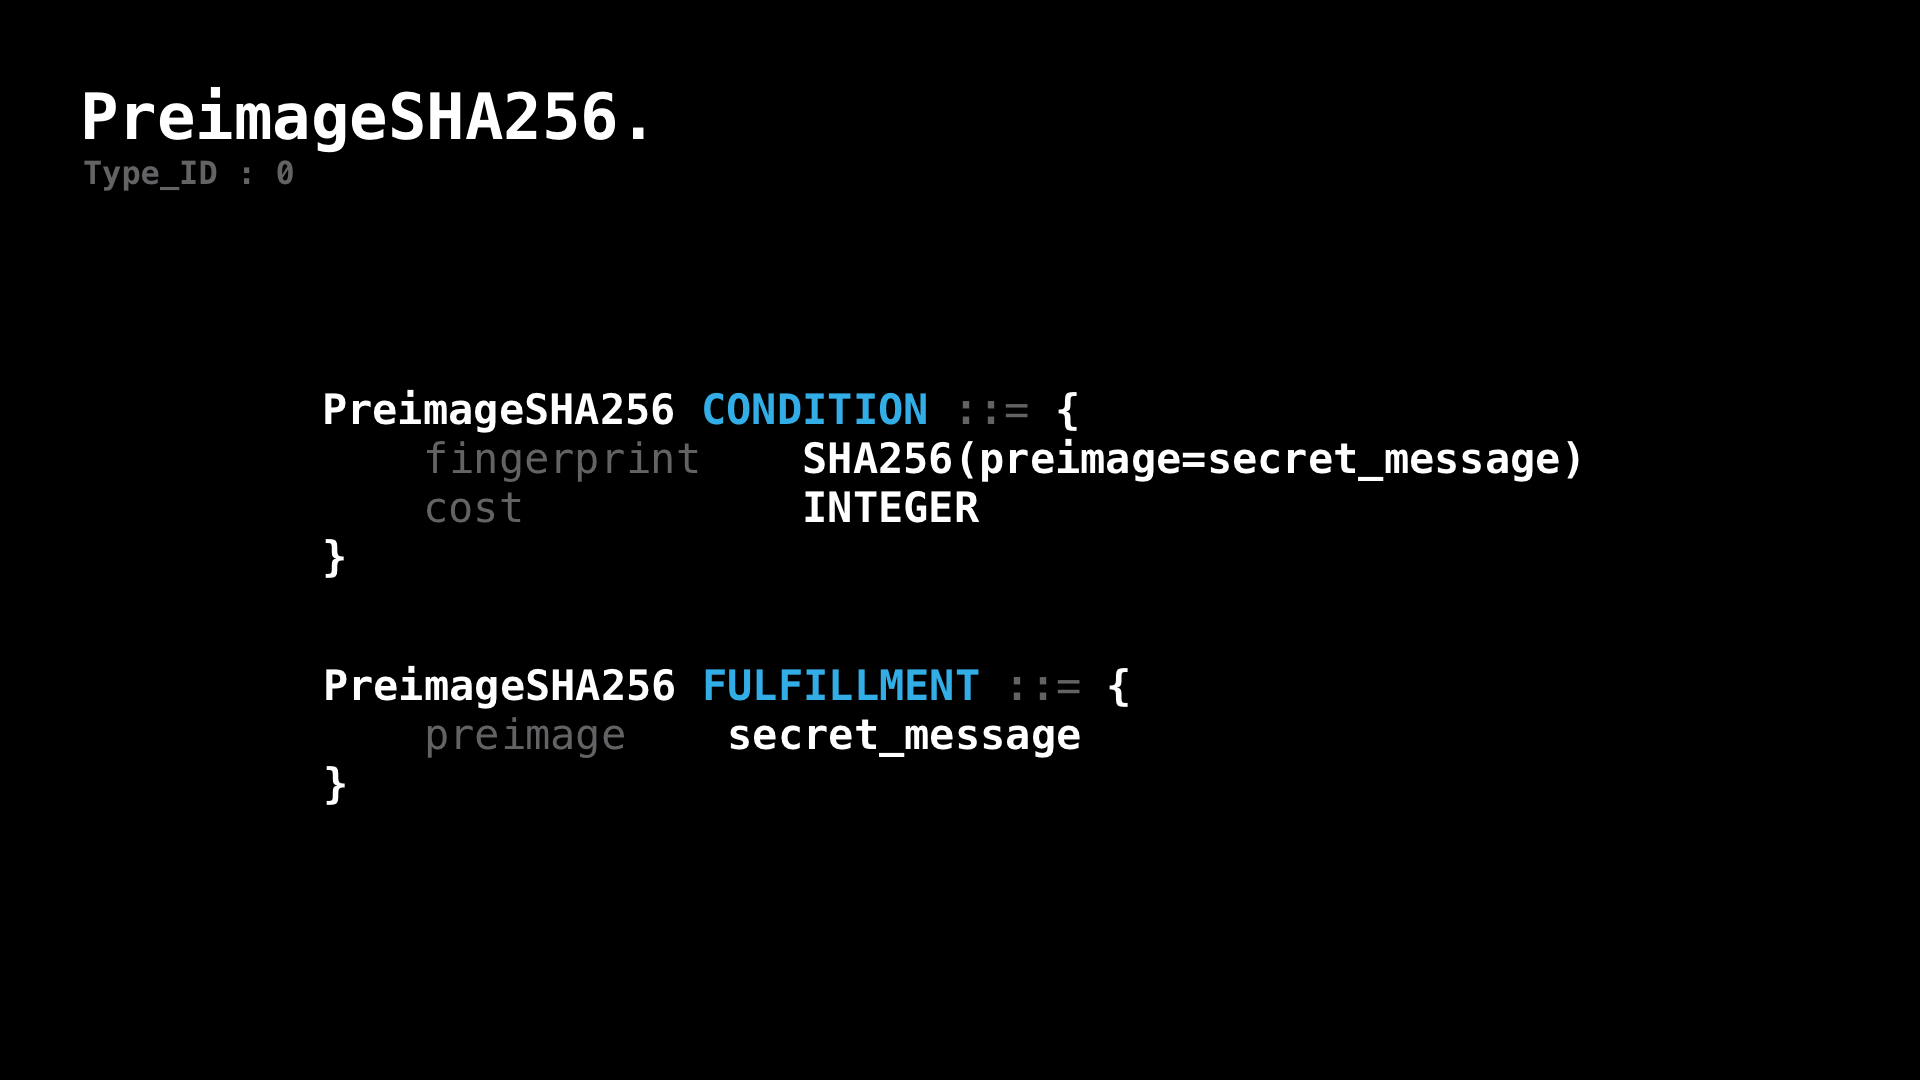 PreimageSHA256.
Type_ID : 0
PreimageSHA256 CONDITION ::= {
fingerprint SHA256(preimage=secret_message)
cost INTEGER
}
PreimageSHA256 FULFILLMENT ::= {
preimage secret_message
}